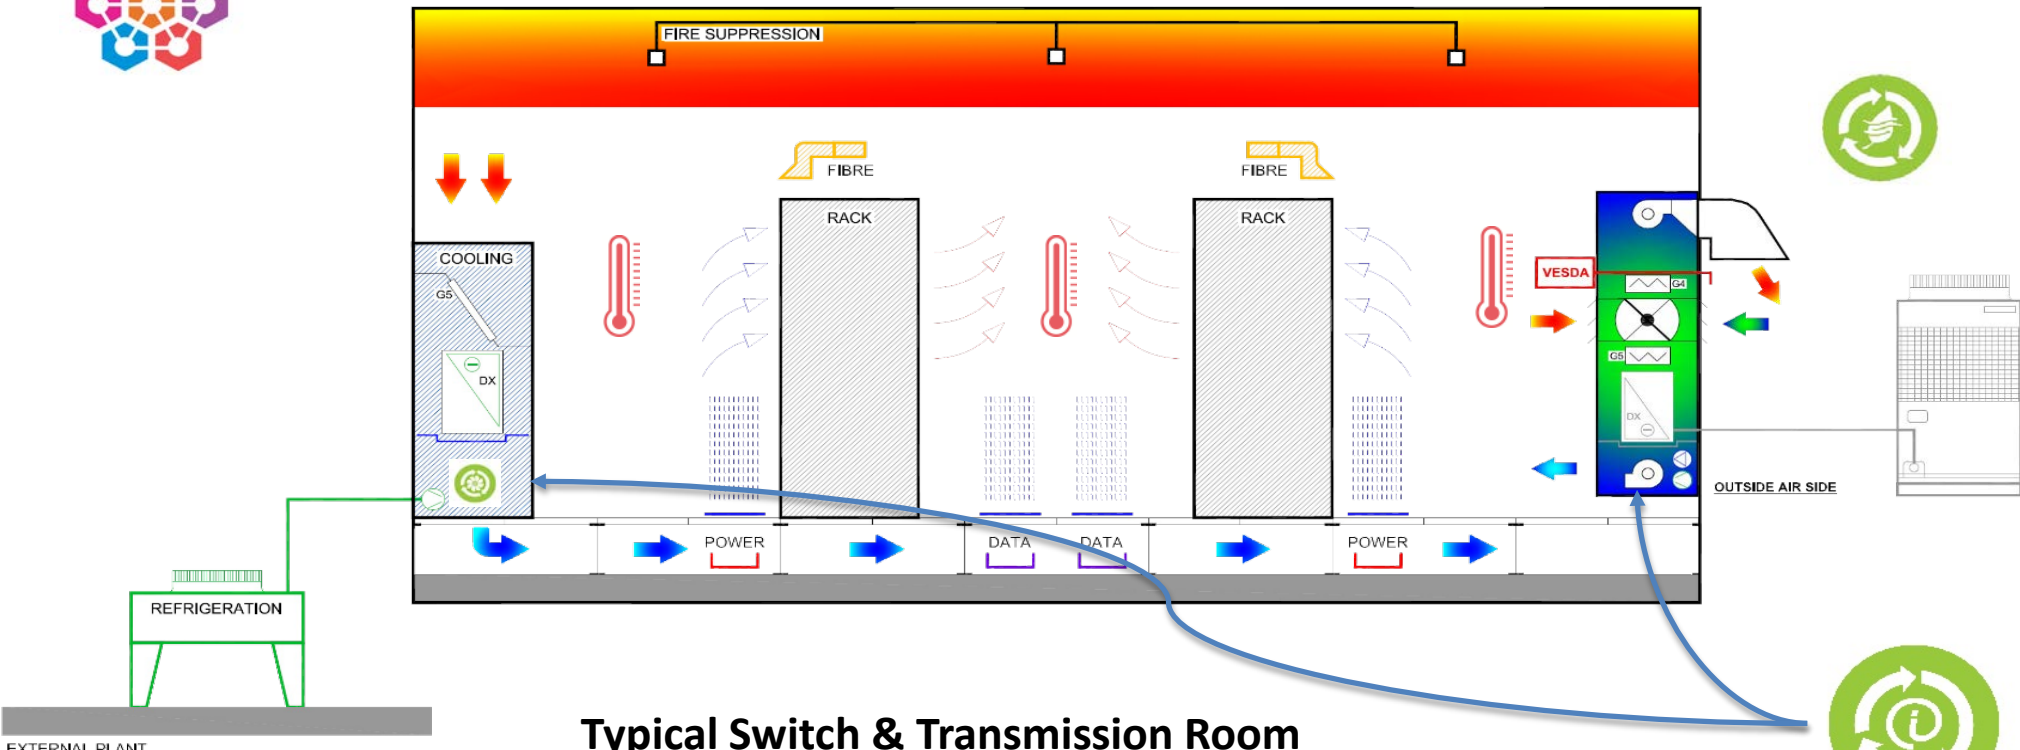 FIRE SUPPRESSION
FIBRE
FIBRE
RACK
RACK
COOLING
G5
DX
VESDA
G4
G5
DX
OUTSIDE AIR SIDE
POWER
DATA
DATA
POWER
REFRIGERATION
Typical Switch & Transmission Room
EXTERNAL PLANT
i